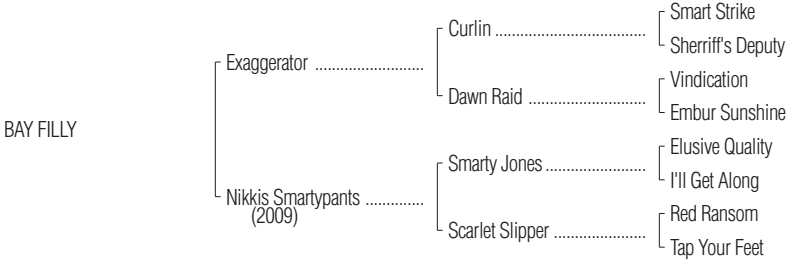 Smart Strike
Curlin ....................................
Sherriff's Deputy
Exaggerator ..........................
Vindication
Dawn Raid ............................
Embur Sunshine
BAY FILLY
Elusive Quality
Smarty Jones ........................
I'll Get Along
Nikkis Smartypants ..............
(2009)
Red Ransom
Scarlet Slipper ......................
Tap Your Feet